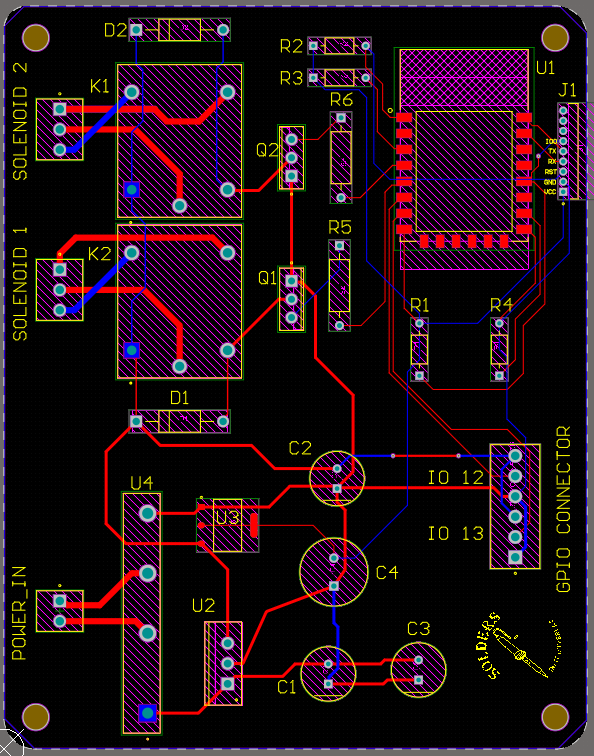 D2
R2
R3
U1
K1
R6
J1
SOLENOID 2
Q2
IO0
TX
RX
RST
GND
VCC
K2
R5
SOLENOID 1
Q1
R1
R4
D1
C2
U4
IO 12
U3
IO 13
GPIO CONNECTOR
C4
POWER_IN
U2
C3
C1
SOLDERS